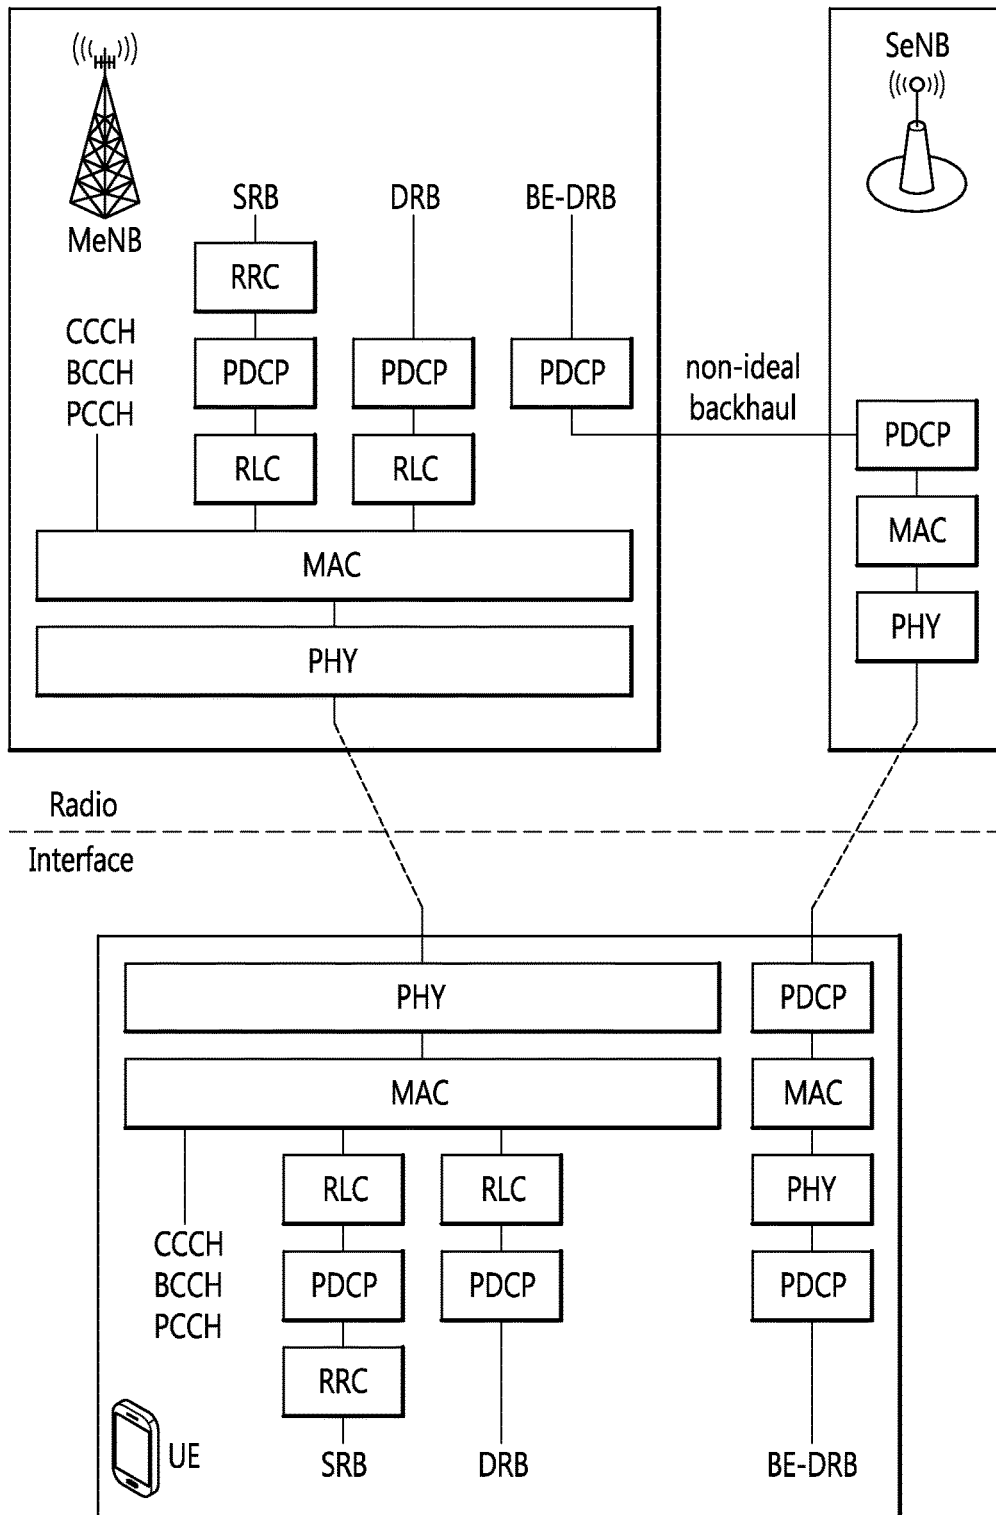 SeNB
MeNB
SRB
DRB
BE-DRB
RRC
CCCH
BCCH
PCCH
PDCP
PDCP
PDCP
non-ideal
backhaul
RLC
RLC
PDCP
MAC
MAC
PHY
PHY
Radio
Interface
PHY
PDCP
MAC
MAC
RLC
RLC
PHY
CCCH
BCCH
PCCH
PDCP
PDCP
PDCP
RRC
UE
SRB
DRB
BE-DRB